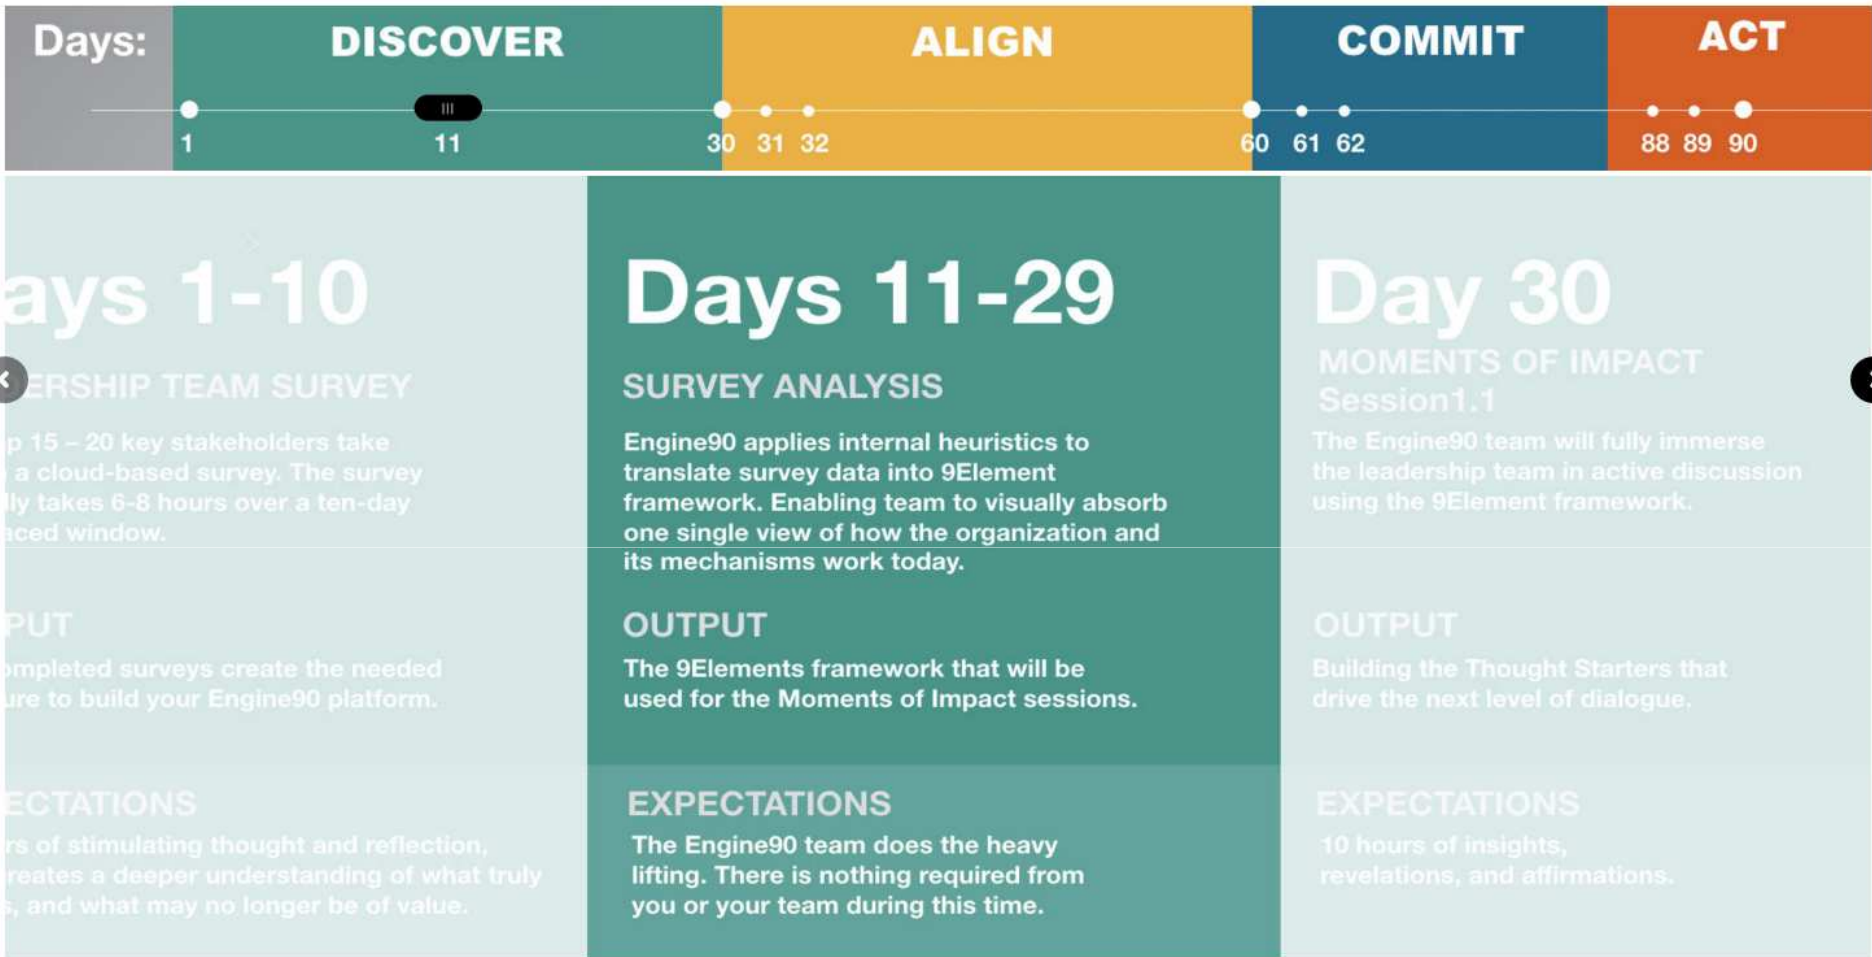 Days:
DISCOVER
ALIGN
COMMIT
ACT
1
11
30
31
32
60
61
62
88
89
90
ays 1-10
ERSHIP TEAM SURVEY
p 15 – 20 key stakeholders take
a cloud-based survey. The survey
lly takes 6-8 hours over a ten-day
aced window.
PUT
ompleted surveys create the needed
ure to build your Engine90 platform.
ECTATIONS
rs of stimulating thought and reflection,
reates a deeper understanding of what truly
s, and what may no longer be of value.
Days 11-29
SURVEY ANALYSIS
Engine90 applies internal heuristics to
translate survey data into 9Element
framework. Enabling team to visually absorb
one single view of how the organization and
its mechanisms work today.
OUTPUT
The 9Elements framework that will be
used for the Moments of Impact sessions.
EXPECTATIONS
The Engine90 team does the heavy
lifting. There is nothing required from
you or your team during this time.
Day 30
MOMENTS OF IMPACT
Session1.1
The Engine90 team will fully immerse
the leadership team in active discussion
using the 9Element framework.
OUTPUT
Building the Thought Starters that
drive the next level of dialogue.
EXPECTATIONS
10 hours of insights,
revelations, and affirmations.